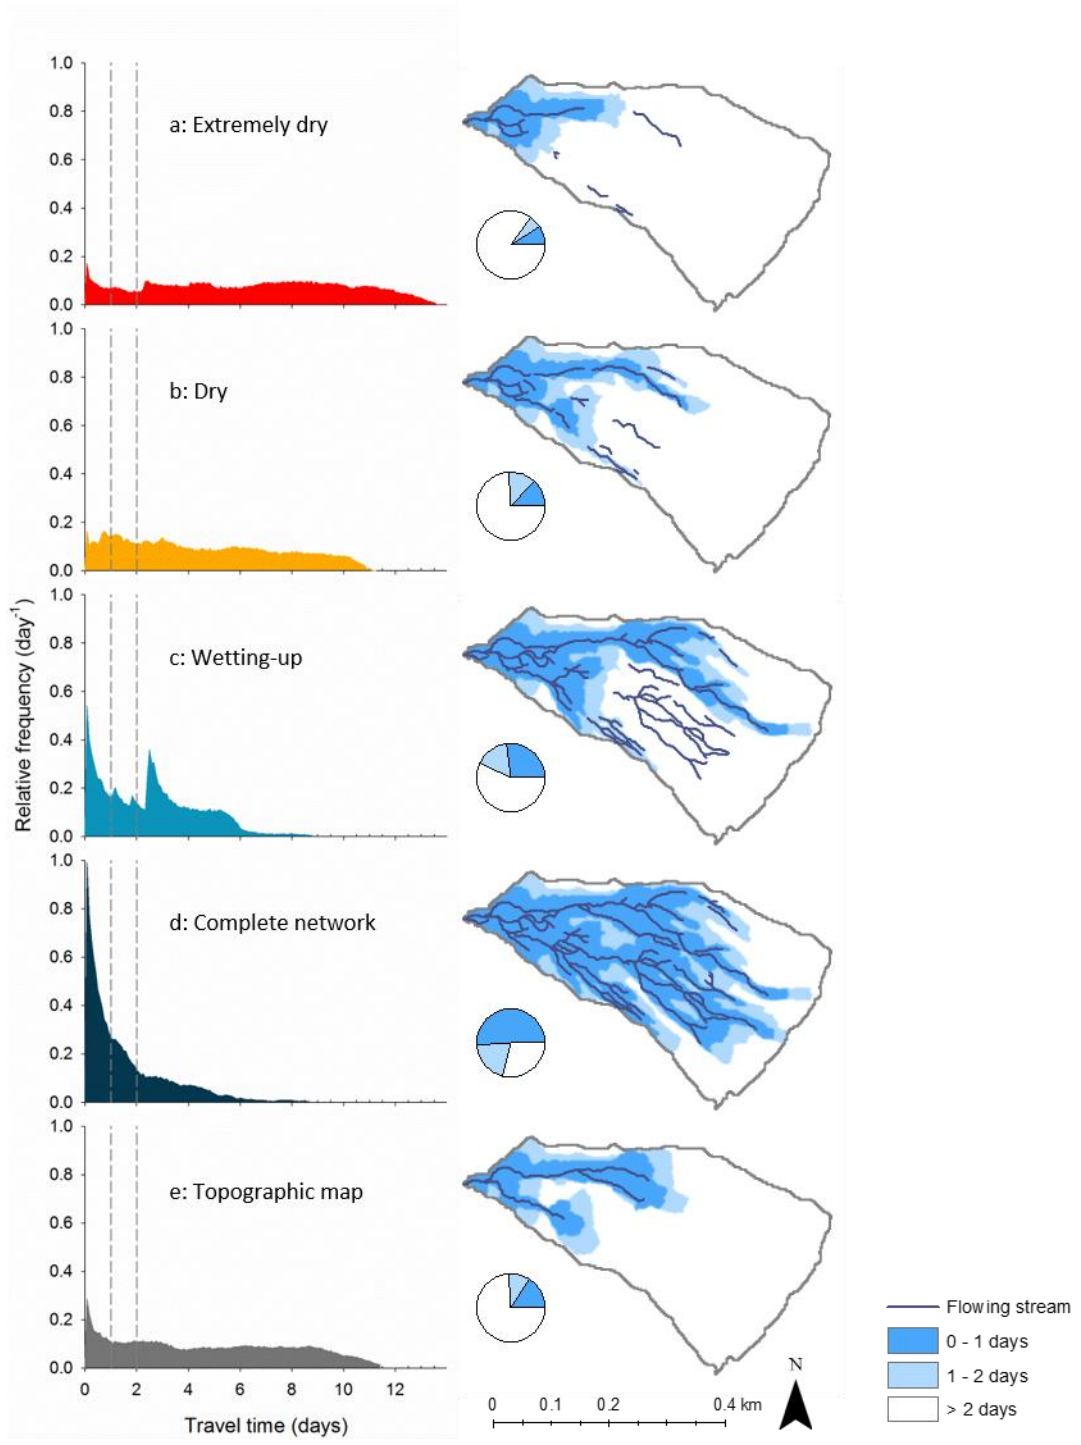 1.0
0.8
0.6
0.4
0.2
0.0
a: Extremely dry
1.0
0.8
0.6
0.4
0.2
0.0
b: Dry
1.0
0.8
0.6
0.4
0.2
0.0
c: Wetting-up
Relative frequency (day⁻¹)
1.0
0.8
0.6
0.4
0.2
0.0
d: Complete network
1.0
0.8
0.6
0.4
0.2
0.0
e: Topographic map
0 2 4 6 8 10 12
Travel time (days)
0 0.1 0.2 0.4 km
N
Flowing stream
0 - 1 days
1 - 2 days
> 2 days